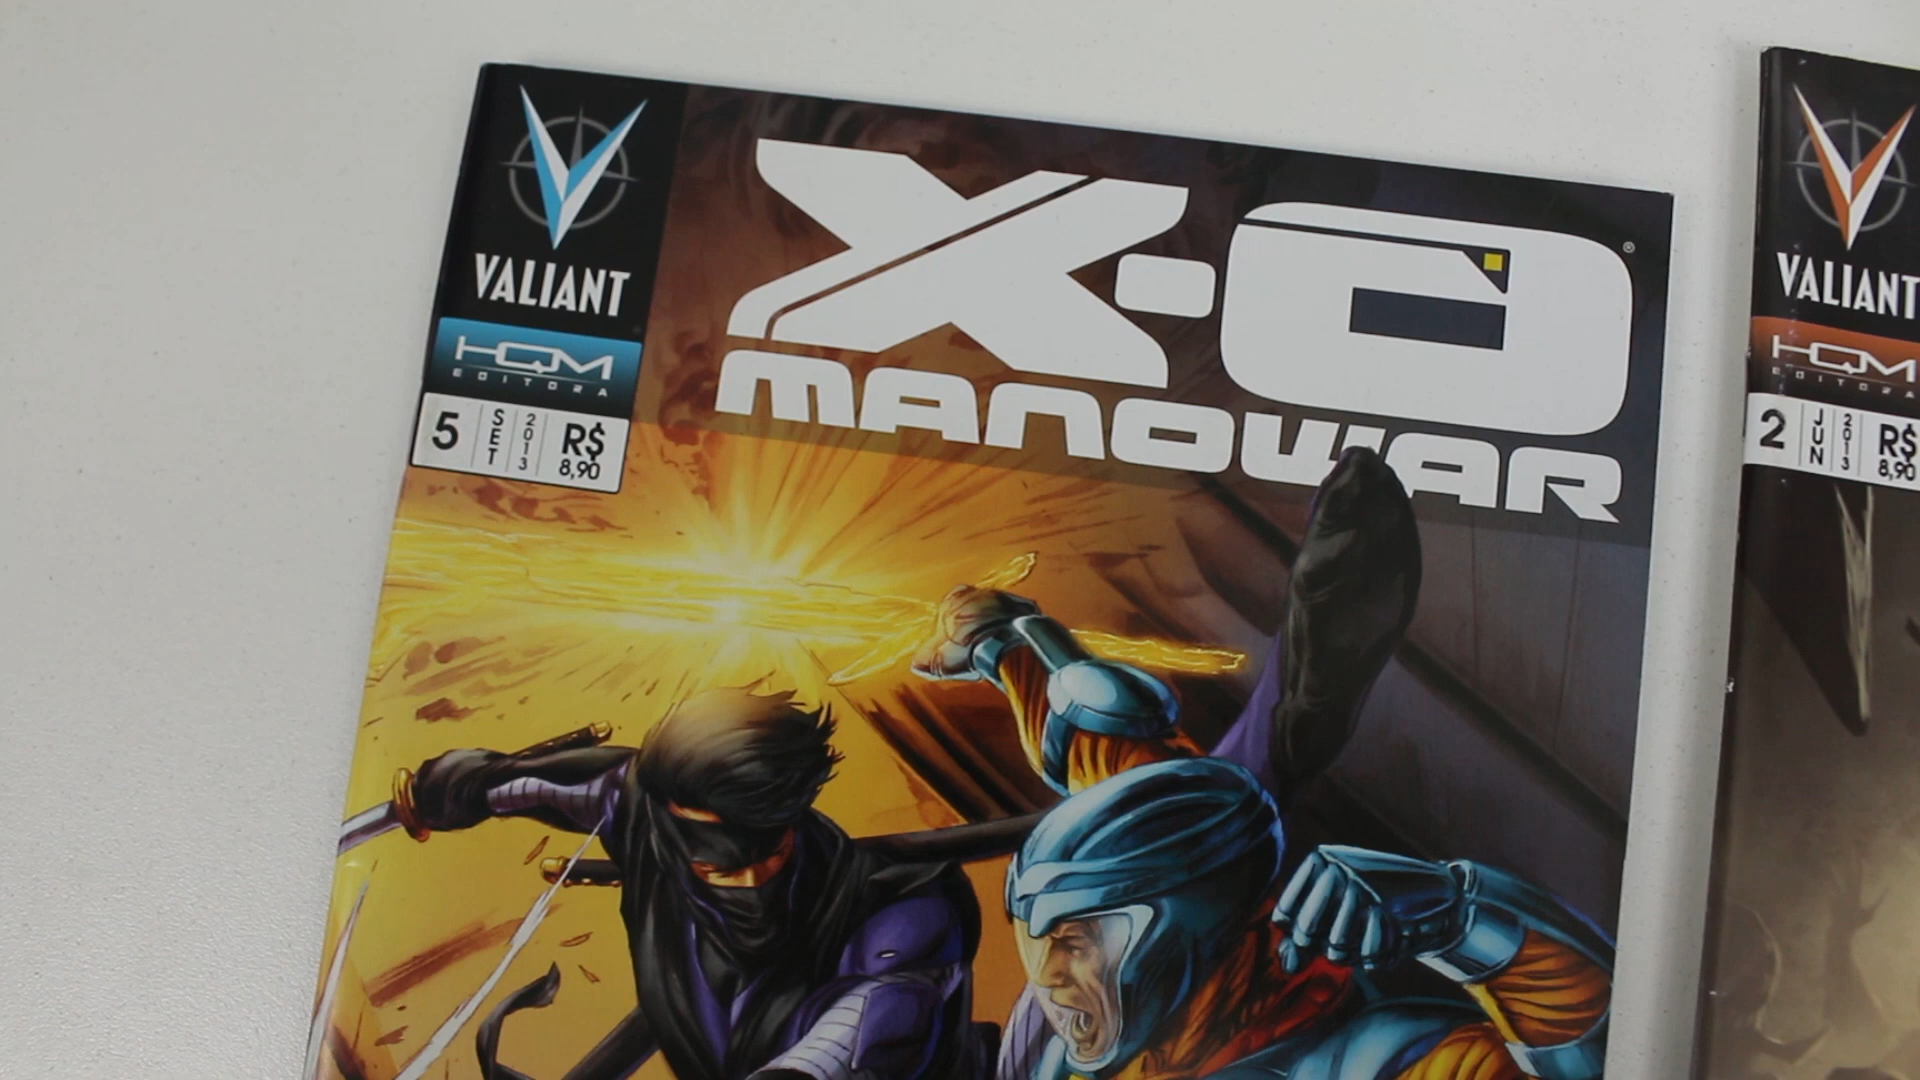 VALIANT
HQM
EDITORA
5 SET 2013 R$ 8,90
X-O
MANOWAR
®
VALIANT
HQM
EDITORA
2 JUN 2013 R$ 8,90